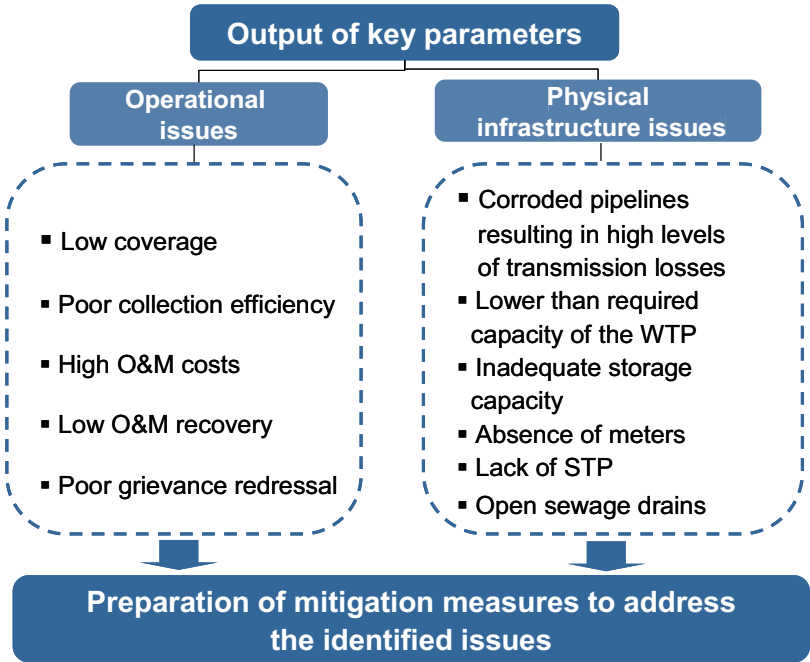 Output of key parameters
Operational
issues
Physical
infrastructure issues
▪ Low coverage
▪ Poor collection efficiency
▪ High O&M costs
▪ Low O&M recovery
▪ Poor grievance redressal
▪ Corroded pipelines
resulting in high levels
of transmission losses
▪ Lower than required
capacity of the WTP
▪ Inadequate storage
capacity
▪ Absence of meters
▪ Lack of STP
▪ Open sewage drains
Preparation of mitigation measures to address
the identified issues